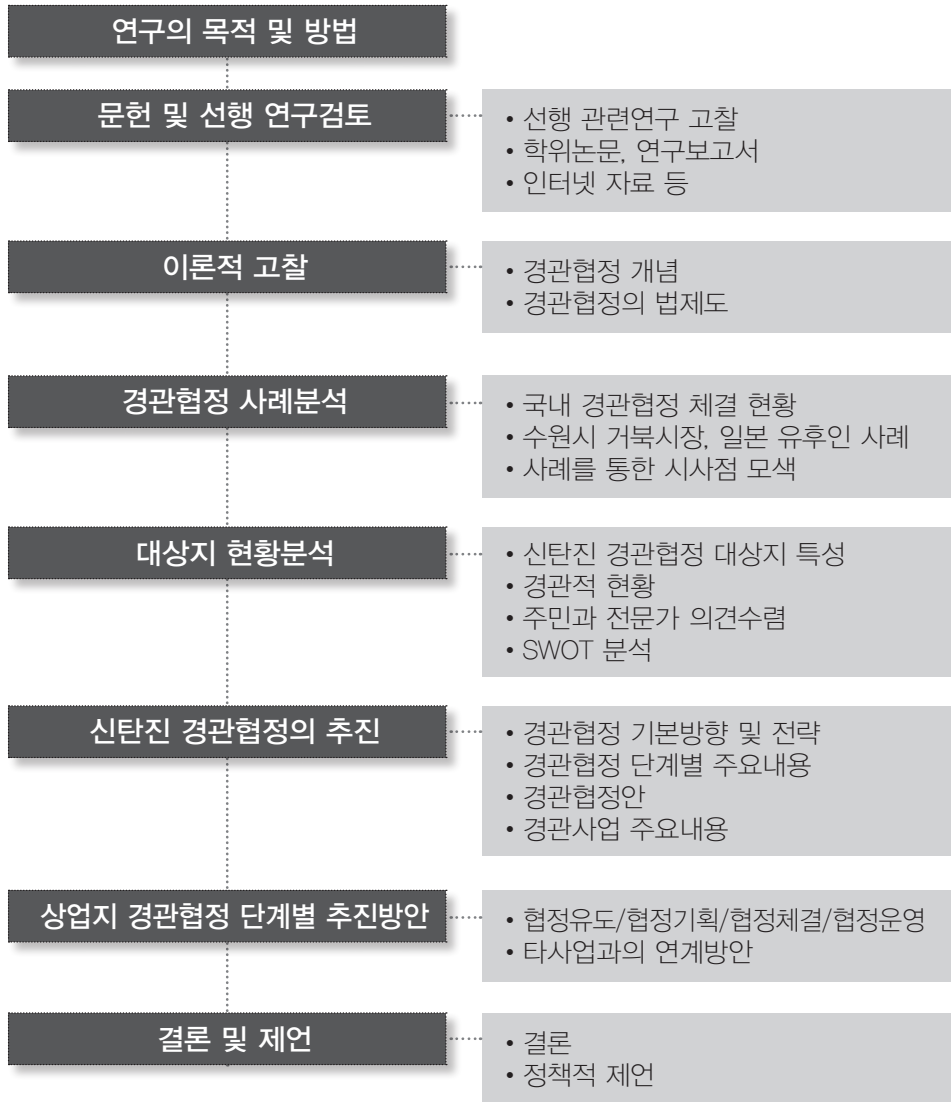 연구의 목적 및 방법
문헌 및 선행 연구검토
• 선행 관련연구 고찰
• 학위논문, 연구보고서
• 인터넷 자료 등
이론적 고찰
• 경관협정 개념
• 경관협정의 법제도
경관협정 사례분석
• 국내 경관협정 체결 현황
• 수원시 거북시장, 일본 유후인 사례
• 사례를 통한 시사점 모색
대상지 현황분석
• 신탄진 경관협정 대상지 특성
• 경관적 현황
• 주민과 전문가 의견수렴
• SWOT 분석
신탄진 경관협정의 추진
• 경관협정 기본방향 및 전략
• 경관협정 단계별 주요내용
• 경관협정안
• 경관사업 주요내용
상업지 경관협정 단계별 추진방안
• 협정유도/협정기획/협정체결/협정운영
• 타사업과의 연계방안
결론 및 제언
• 결론
• 정책적 제언